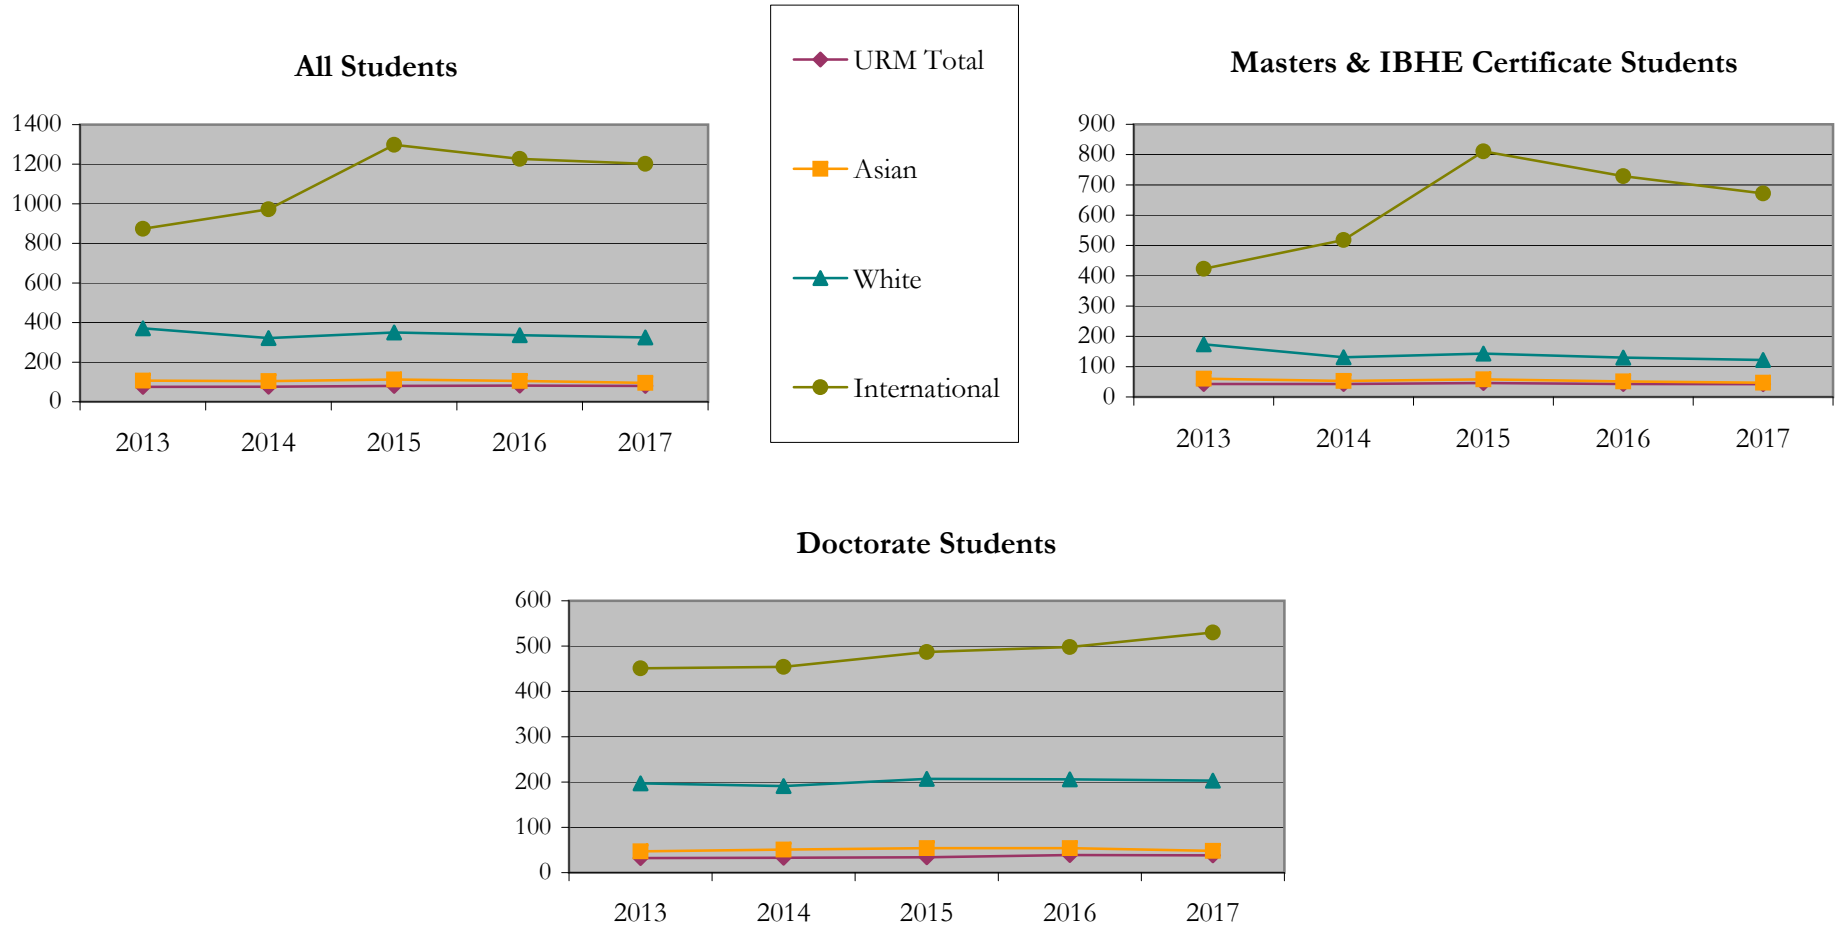 All Students
1400
1200
1000
800
600
400
200
0
2013 2014 2015 2016 2017
URM Total
Asian
White
International
Masters & IBHE Certificate Students
900
800
700
600
500
400
300
200
100
0
2013 2014 2015 2016 2017
Doctorate Students
600
500
400
300
200
100
0
2013 2014 2015 2016 2017